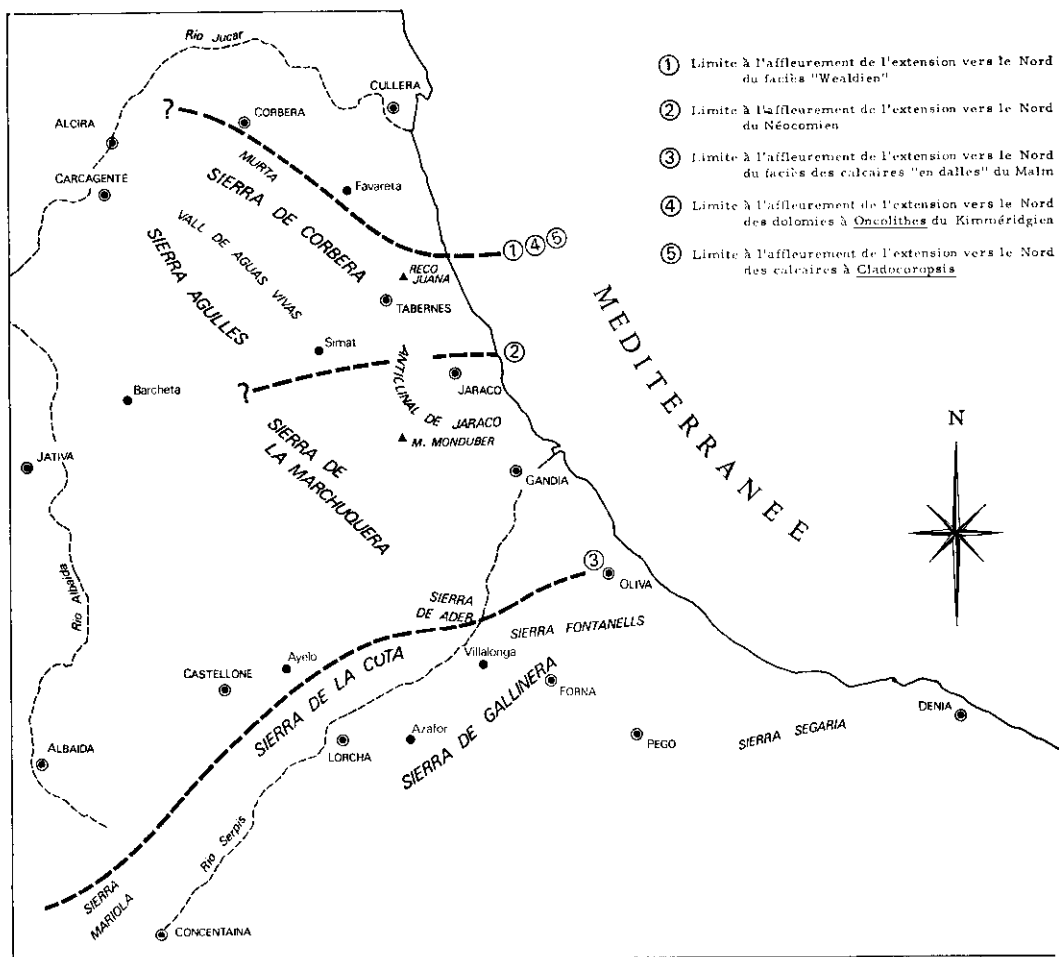 Rio Jucar
CULLERA
CORBERA
?
ALCIRA
MURTA
CARCAGENTE
Favareta
SIERRA DE CORBERA
VALL DE AGUAS VIVAS
SIERRA AGULLES
① ④ ⑤
RECO
JUANA
TABERNES
Simat
②
?
ANTICLINAL DE JARACO
JARACO
Barcheta
M. MONDUBER
SIERRA DE
LA MARCHUQUERA
JATIVA
GANDIA
MEDITERRANEE
N
Rio Albaida
③
OLIVA
SIERRA
DE ADER
SIERRA FONTANELLS
Ayelo
Villalonga
CASTELLONE
SIERRA DE LA CUTA
FORNA
SIERRA DE GALLINERA
DENIA
ALBAIDA
LORCHA
Azafor
PEGO
SIERRA SEGARIA
Rio Serpis
SIERRA
MARIOLA
CONCENTAINA
① Limite à l'affleurement de l'extension vers le Nord
du faciès "Wealdien"
② Limite à l'affleurement de l'extension vers le Nord
du Néocomien
③ Limite à l'affleurement de l'extension vers le Nord
du faciès des calcaires "en dalles" du Malm
④ Limite à l'affleurement de l'extension vers le Nord
des dolomies à Oncolithes du Kimméridgien
⑤ Limite à l'affleurement de l'extension vers le Nord
des calcaires à Cladocoropsis